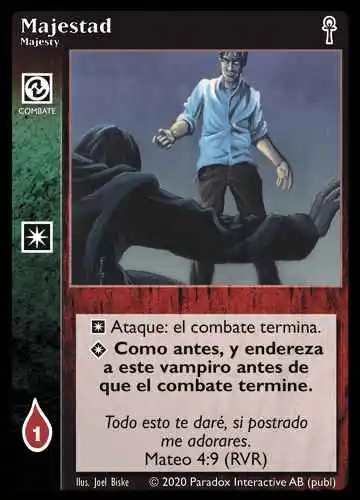 Majestad
Majesty
COMBATE
Ataque: el combate termina.
Como antes, y endereza
a este vampiro antes de
que el combate termine.
Todo esto te daré, si postrado
me adorares.
Mateo 4:9 (RVR)
1
Ilus. Joel Biske © 2020 Paradox Interactive AB (publ)